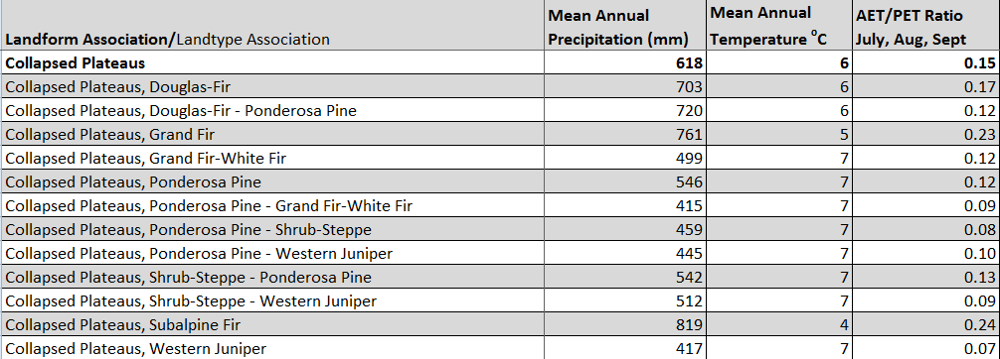 Landform Association/Landtype Association Mean Annual Precipitation (mm) Mean Annual Temperature ⁰C AET/PET Ratio July, Aug, Sept
Collapsed Plateaus 618 6 0.15
Collapsed Plateaus, Douglas-Fir 703 6 0.17
Collapsed Plateaus, Douglas-Fir - Ponderosa Pine 720 6 0.12
Collapsed Plateaus, Grand Fir 761 5 0.23
Collapsed Plateaus, Grand Fir-White Fir 499 7 0.12
Collapsed Plateaus, Ponderosa Pine 546 7 0.12
Collapsed Plateaus, Ponderosa Pine - Grand Fir-White Fir 415 7 0.09
Collapsed Plateaus, Ponderosa Pine - Shrub-Steppe 459 7 0.08
Collapsed Plateaus, Ponderosa Pine - Western Juniper 445 7 0.10
Collapsed Plateaus, Shrub-Steppe - Ponderosa Pine 542 7 0.13
Collapsed Plateaus, Shrub-Steppe - Western Juniper 512 7 0.09
Collapsed Plateaus, Subalpine Fir 819 4 0.24
Collapsed Plateaus, Western Juniper 417 7 0.07